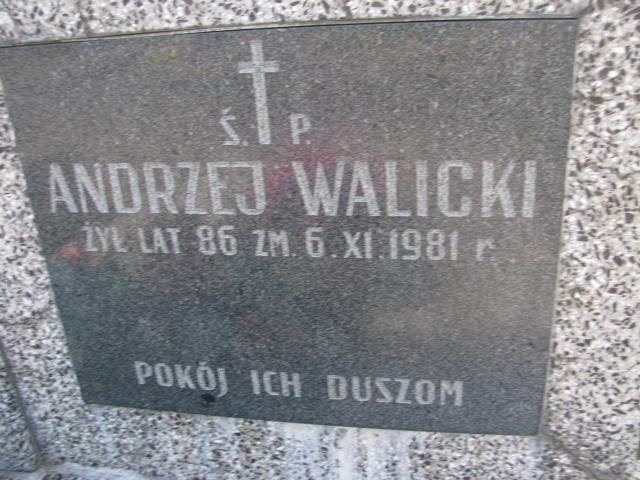 Ś. P.
ANDRZEJ WALICKI
ŻYŁ LAT 86 ZM. 6.XI.1981 r.
POKÓJ ICH DUSZOM